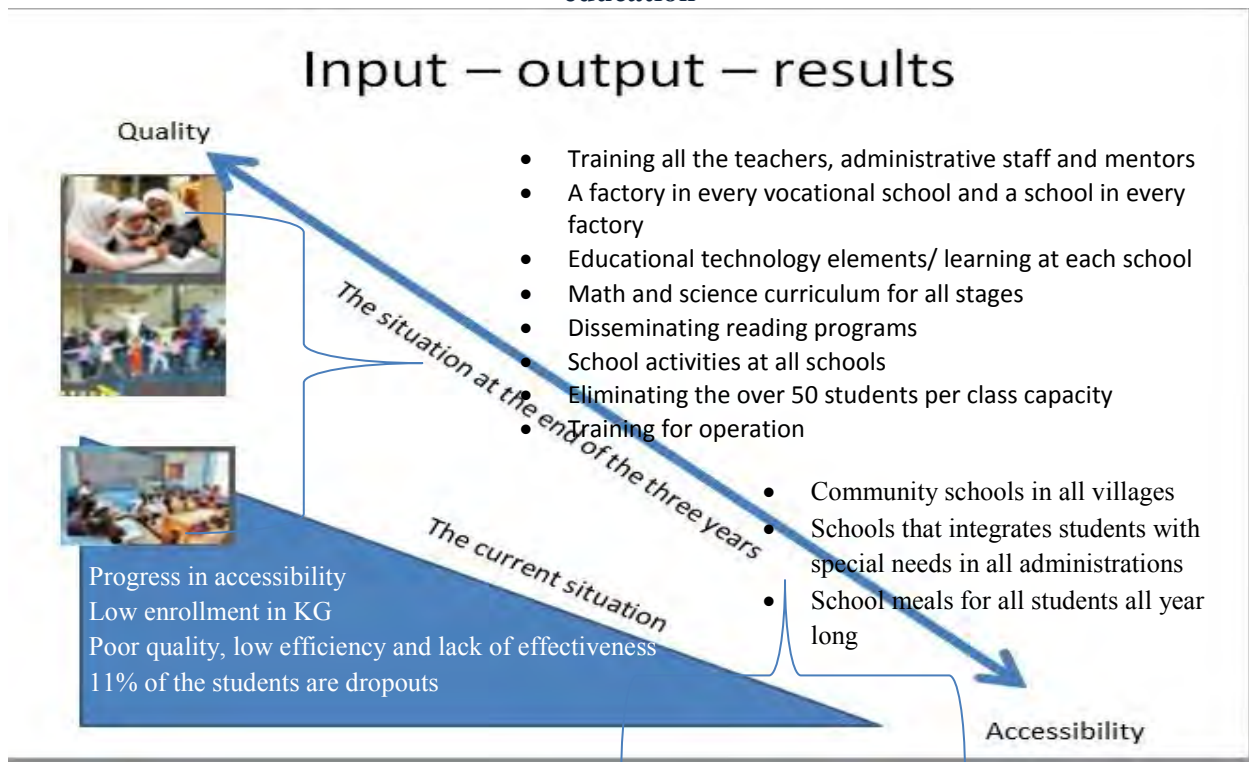 Input – output – results
Quality
• Training all the teachers, administrative staff and mentors
• A factory in every vocational school and a school in every
factory
• Educational technology elements/ learning at each school
• Math and science curriculum for all stages
• Disseminating reading programs
• School activities at all schools
• Eliminating the over 50 students per class capacity
• Training for operation
The situation at the end of the three years
• Community schools in all villages
• Schools that integrates students with
special needs in all administrations
• School meals for all students all year
long
The current situation
Progress in accessibility
Low enrollment in KG
Poor quality, low efficiency and lack of effectiveness
11% of the students are dropouts
Accessibility